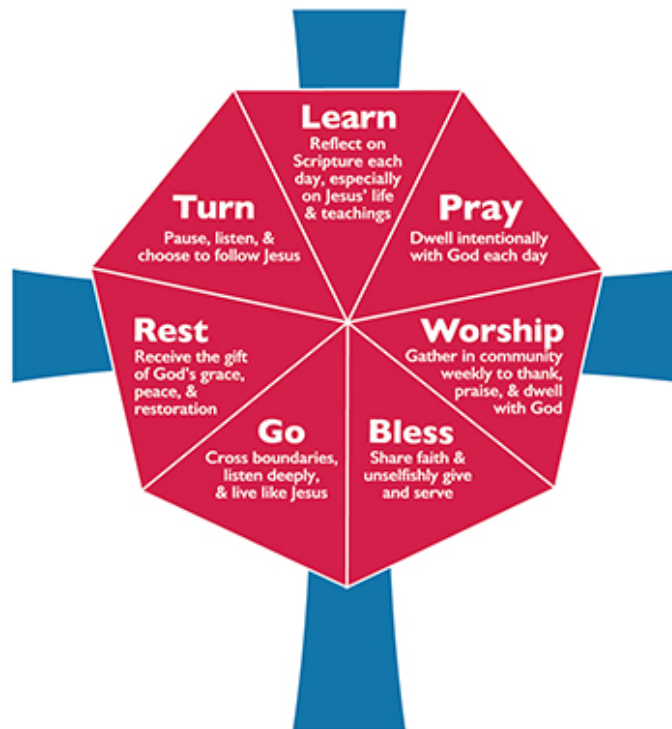 Learn
Reflect on
Scripture each
day, especially
on Jesus' life
& teachings
Pray
Dwell intentionally
with God each day
Worship
Gather in community
weekly to thank,
praise, & dwell
with God
Bless
Share faith &
unselfishly give
and serve
Go
Cross boundaries,
listen deeply,
& live like Jesus
Rest
Receive the gift
of God's grace,
peace, &
restoration
Turn
Pause, listen, &
choose to follow Jesus